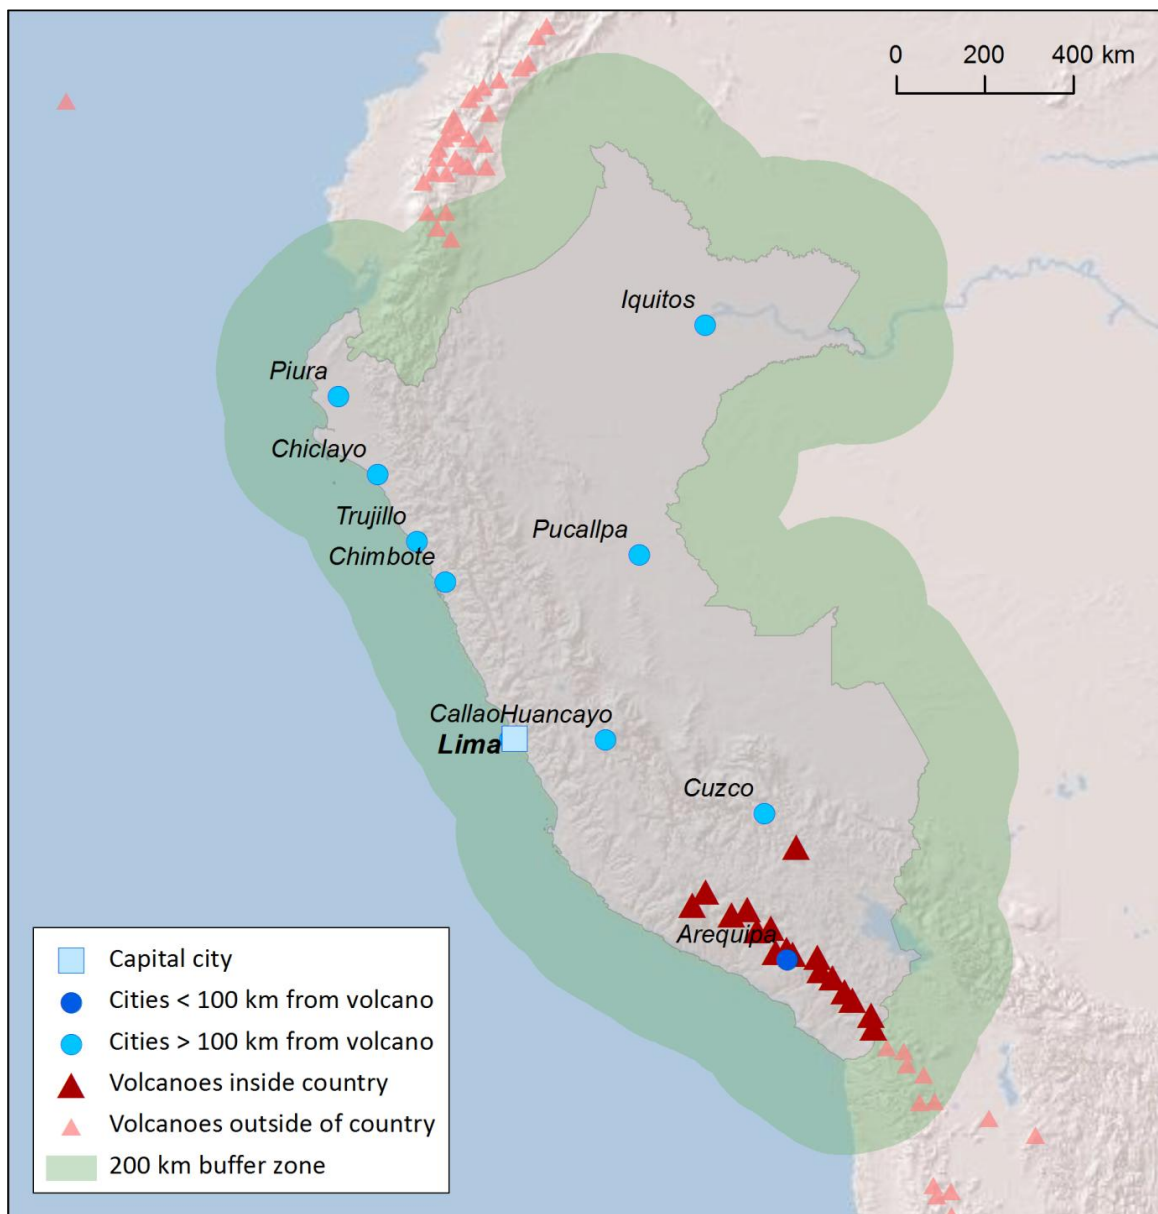 0 200 400 km
Iquitos
Piura
Chiclayo
Trujillo
Pucallpa
Chimbote
Callao Huancayo
Lima
Cuzco
Arequipa
Capital city
Cities < 100 km from volcano
Cities > 100 km from volcano
Volcanoes inside country
Volcanoes outside of country
200 km buffer zone